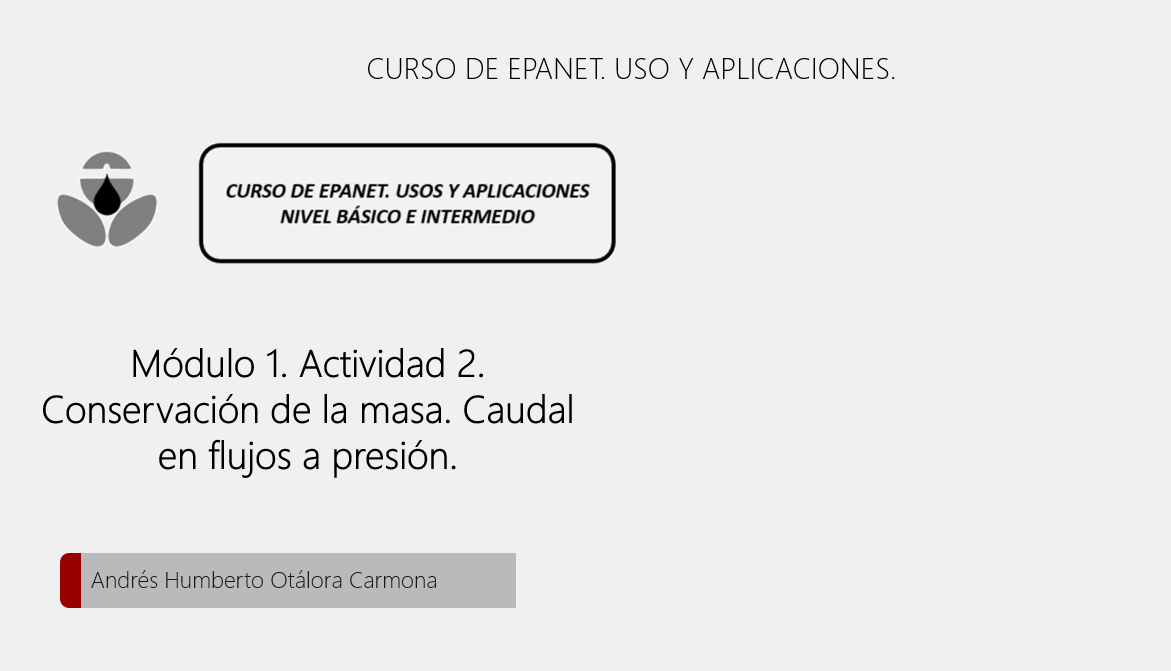 CURSO DE EPANET. USO Y APLICACIONES.
CURSO DE EPANET. USOS Y APLICACIONES
NIVEL BÁSICO E INTERMEDIO
Módulo 1. Actividad 2.
Conservación de la masa. Caudal
en flujos a presión.
Andrés Humberto Otálora Carmona